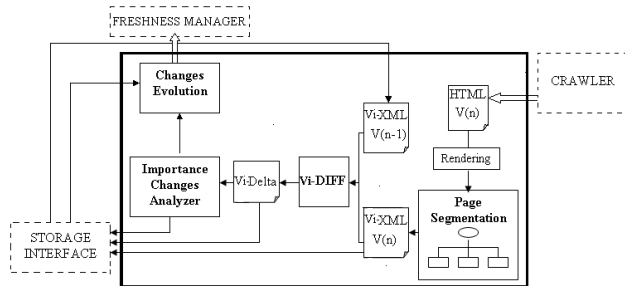 FRESHNESS MANAGER
Changes
Evolution
HTML
V(n)
CRAWLER
Vi-XML
V(n-1)
Rendering
Importance
Changes
Analyzer
Vi-Delta
Vi-DIFF
Page
Segmentation
Vi-XML
V(n)
STORAGE
INTERFACE